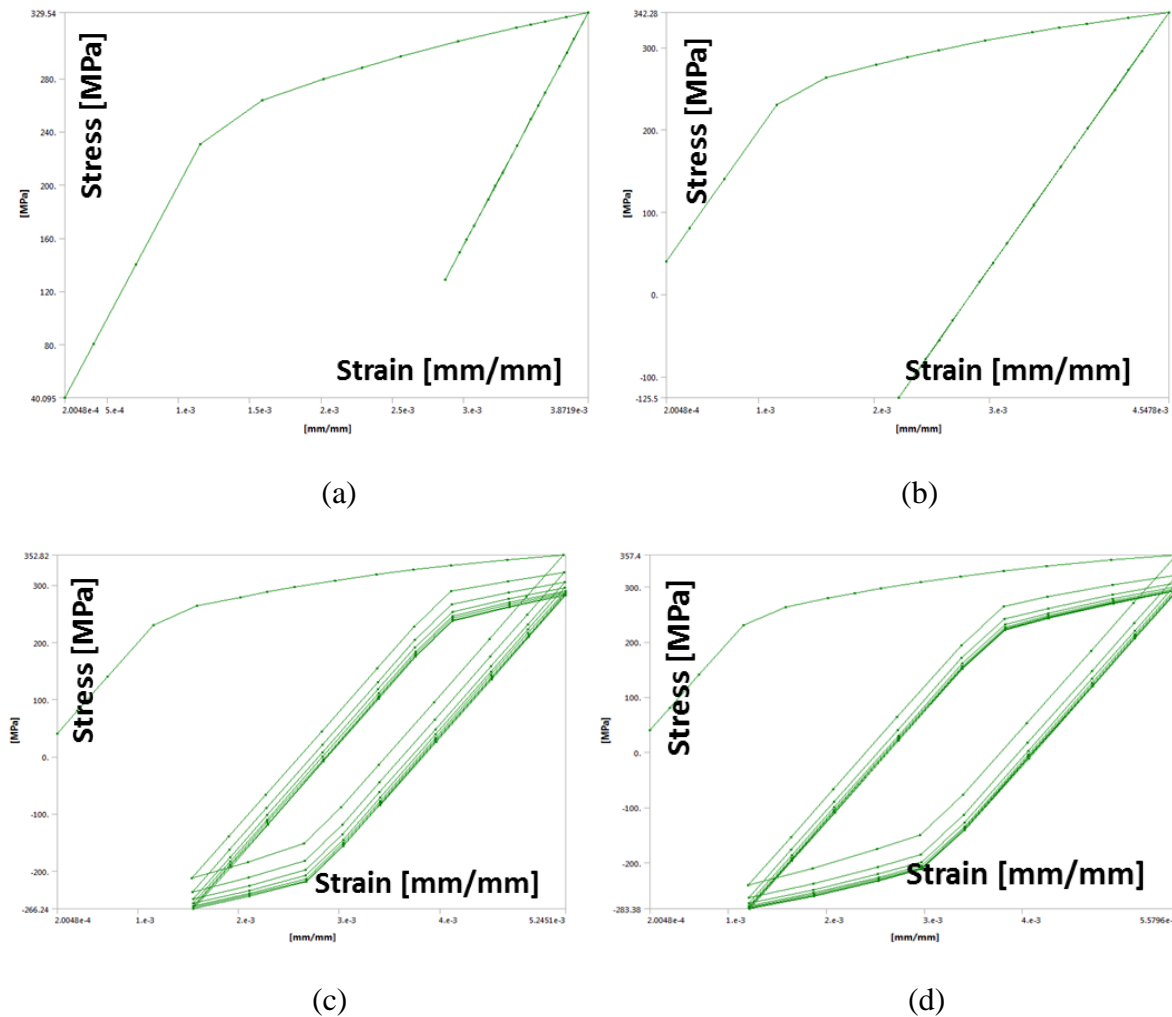 329.54
280.
240.
200.
160.
120.
80.
40.095
Stress [MPa]
[MPa]
Strain [mm/mm]
2.0048e-4 5.e-4 1.e-3 1.5e-3 2.e-3 2.5e-3 3.e-3 3.8719e-3
[mm/mm]
(a)
342.28
300.
200.
100.
0.
-100.
-125.5
Stress [MPa]
[MPa]
Strain [mm/mm]
2.0048e-4 1.e-3 2.e-3 3.e-3 4.5478e-3
[mm/mm]
(b)
352.82
300.
200.
100.
0.
-100.
-200.
-266.24
Stress [MPa]
[MPa]
Strain [mm/mm]
2.0048e-4 1.e-3 2.e-3 3.e-3 4.e-3 5.2451e-3
[mm/mm]
(c)
357.4
300.
200.
100.
0.
-100.
-200.
-283.38
Stress [MPa]
[MPa]
Strain [mm/mm]
2.0048e-4 1.e-3 2.e-3 3.e-3 4.e-3 5.5796e-
[mm/mm]
(d)